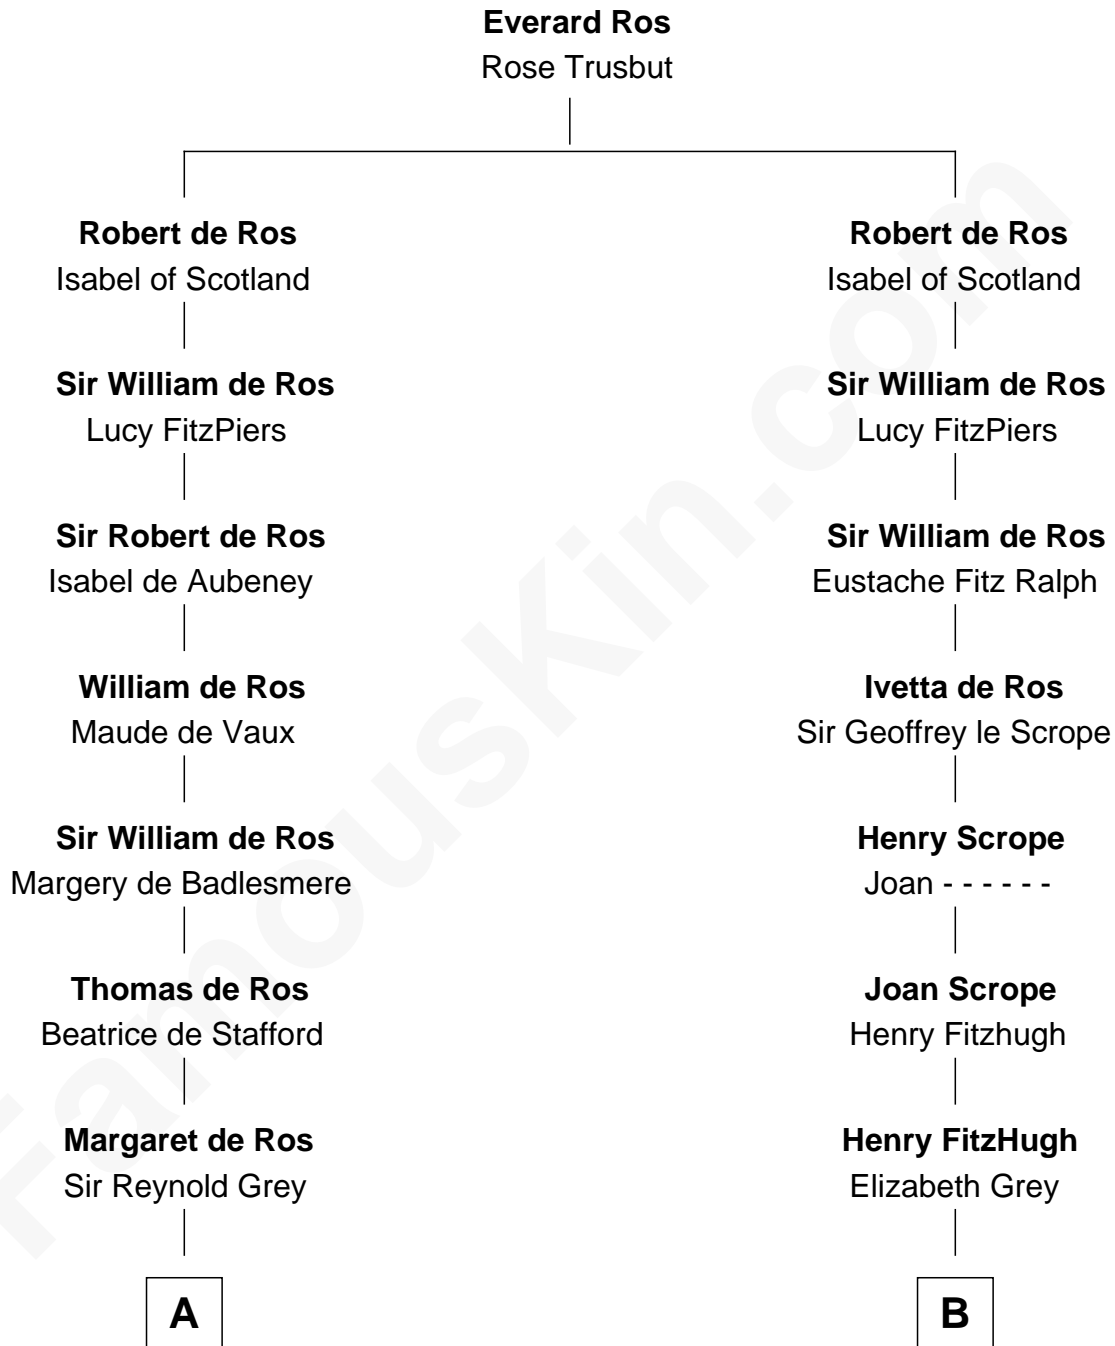 Everard Ros
Rose Trusbut
Robert de Ros
Isabel of Scotland
Robert de Ros
Isabel of Scotland
Sir William de Ros
Lucy FitzPiers
Sir William de Ros
Lucy FitzPiers
Sir Robert de Ros
Isabel de Aubeney
Sir William de Ros
Eustache Fitz Ralph
William de Ros
Maude de Vaux
Ivetta de Ros
Sir Geoffrey le Scrope
Sir William de Ros
Margery de Badlesmere
Henry Scrope
Joan - - - - - -
Thomas de Ros
Beatrice de Stafford
Joan Scrope
Henry Fitzhugh
Margaret de Ros
Sir Reynold Grey
Henry FitzHugh
Elizabeth Grey
A
B
FamousKin.com